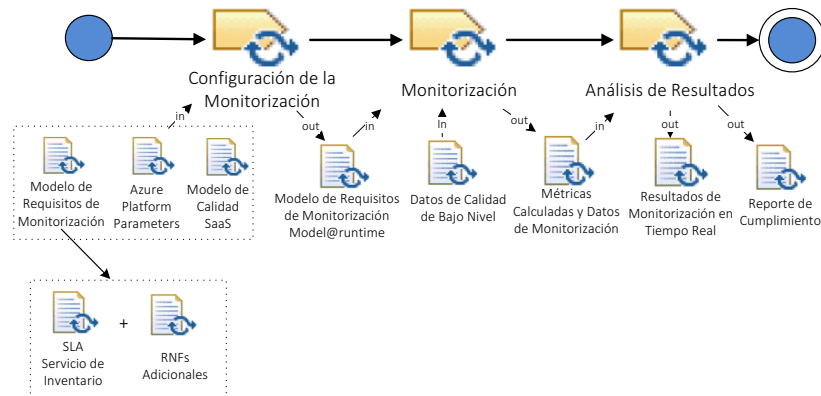 Configuración de la
Monitorización
Monitorización
Análisis de Resultados
in
out
in
In
out
in
out
out
Modelo de
Requisitos de
Monitorización
Azure
Platform
Parameters
Modelo de
Calidad
SaaS
Modelo de Requisitos
de Monitorización
Model@runtime
Datos de Calidad
de Bajo Nivel
Métricas
Calculadas y Datos
de Monitorización
Resultados de
Monitorización en
Tiempo Real
Reporte de
Cumplimiento
SLA
Servicio de
Inventario
+
RNFs
Adicionales